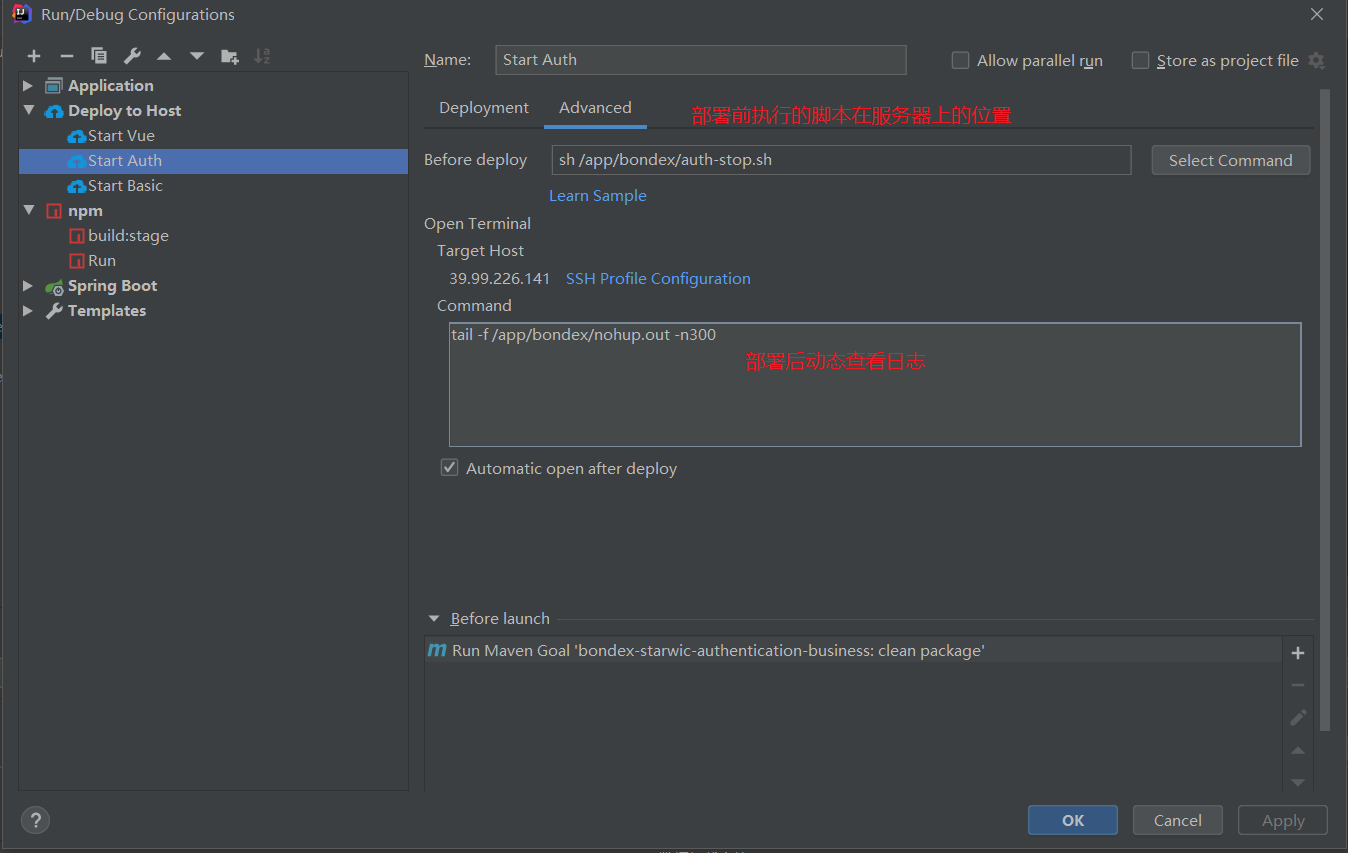 Run/Debug Configurations
Name: Start Auth Allow parallel run Store as project file
Application
Deploy to Host
Start Vue
Start Auth
Start Basic
npm
build:stage
Run
Spring Boot
Templates
Deployment Advanced 部署前执行的脚本在服务器上的位置
Before deploy sh /app/bondex/auth-stop.sh Select Command
Learn Sample
Open Terminal
Target Host
39.99.226.141 SSH Profile Configuration
Command
tail -f /app/bondex/nohup.out -n300
部署后动态查看日志
Automatic open after deploy
Before launch
Run Maven Goal 'bondex-starwic-authentication-business: clean package'
? OK Cancel Apply